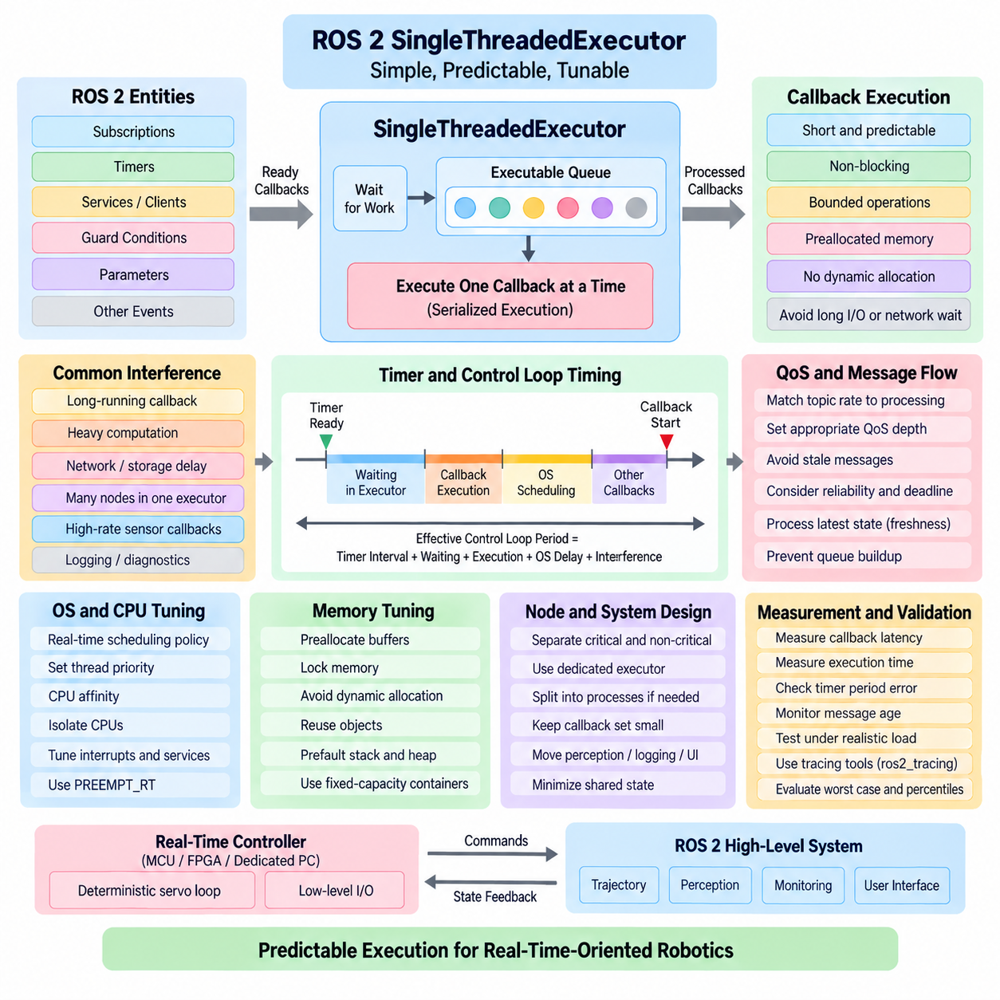 ROS 2 SingleThreadedExecutor
Simple, Predictable, Tunable
ROS 2 Entities
Subscriptions
Timers
Services / Clients
Guard Conditions
Parameters
Other Events
Ready
Callbacks
SingleThreadedExecutor
Wait
for Work
Executable Queue
Execute One Callback at a Time
(Serialized Execution)
Processed
Callbacks
Callback Execution
Short and predictable
Non-blocking
Bounded operations
Preallocated memory
No dynamic allocation
Avoid long I/O or network wait
Common Interference
Long-running callback
Heavy computation
Network / storage delay
Many nodes in one executor
High-rate sensor callbacks
Logging / diagnostics
Timer and Control Loop Timing
Timer
Ready
Callback
Start
Waiting
in Executor
Callback
Execution
OS
Scheduling
Other
Callbacks
Effective Control Loop Period =
Timer Interval + Waiting + Execution + OS Delay + Interference
QoS and Message Flow
Match topic rate to processing
Set appropriate QoS depth
Avoid stale messages
Consider reliability and deadline
Process latest state (freshness)
Prevent queue buildup
OS and CPU Tuning
Real-time scheduling policy
Set thread priority
CPU affinity
Isolate CPUs
Tune interrupts and services
Use PREEMPT_RT
Memory Tuning
Preallocate buffers
Lock memory
Avoid dynamic allocation
Reuse objects
Prefault stack and heap
Use fixed-capacity containers
Node and System Design
Separate critical and non-critical
Use dedicated executor
Split into processes if needed
Keep callback set small
Move perception / logging / UI
Minimize shared state
Measurement and Validation
Measure callback latency
Measure execution time
Check timer period error
Monitor message age
Test under realistic load
Use tracing tools (ros2_tracing)
Evaluate worst case and percentiles
Real-Time Controller
(MCU / FPGA / Dedicated PC)
Deterministic servo loop
Low-level I/O
Commands
State Feedback
ROS 2 High-Level System
Trajectory
Perception
Monitoring
User Interface
Predictable Execution for Real-Time-Oriented Robotics